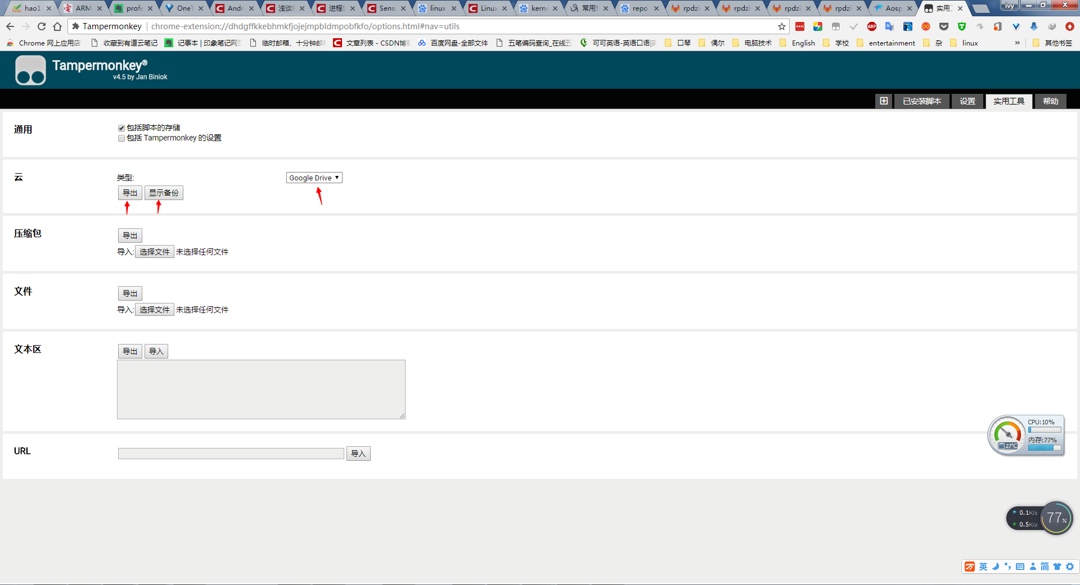 hao1 ARM profi One Andr 浅谈 进程 Sens linux Linux kern 常用 repo rpdz rpdz rpdz rpdz Aosp 实用 ivy
Tampermonkey chrome-extension://dhdgffkkebhmkfjojejmpbldmpobfkfo/options.html#nav=utils
Chrome 网上应用店 收藏到有道云笔记 记事本 | 印象笔记网 临时邮箱、十分钟邮 文章列表 - CSDN博 百度网盘-全部文件 五笔编码查询_在线五 可可英语-英语口语 口琴 偶尔 电脑技术 English 学校 entertainment 杂 linux » 其他书签
Tampermonkey®
v4.5 by Jan Biniok
已安装脚本 设置 实用工具 帮助
通用
包括脚本的存储
包括 Tampermonkey 的设置
云
类型:
Google Drive
导出 显示备份
压缩包
导出
导入: 选择文件 未选择任何文件
文件
导出
导入: 选择文件 未选择任何文件
文本区
导出 导入
URL
导入
CPU:10%
内存:77%
0.1K/s
0.5K/s
77%
英 简